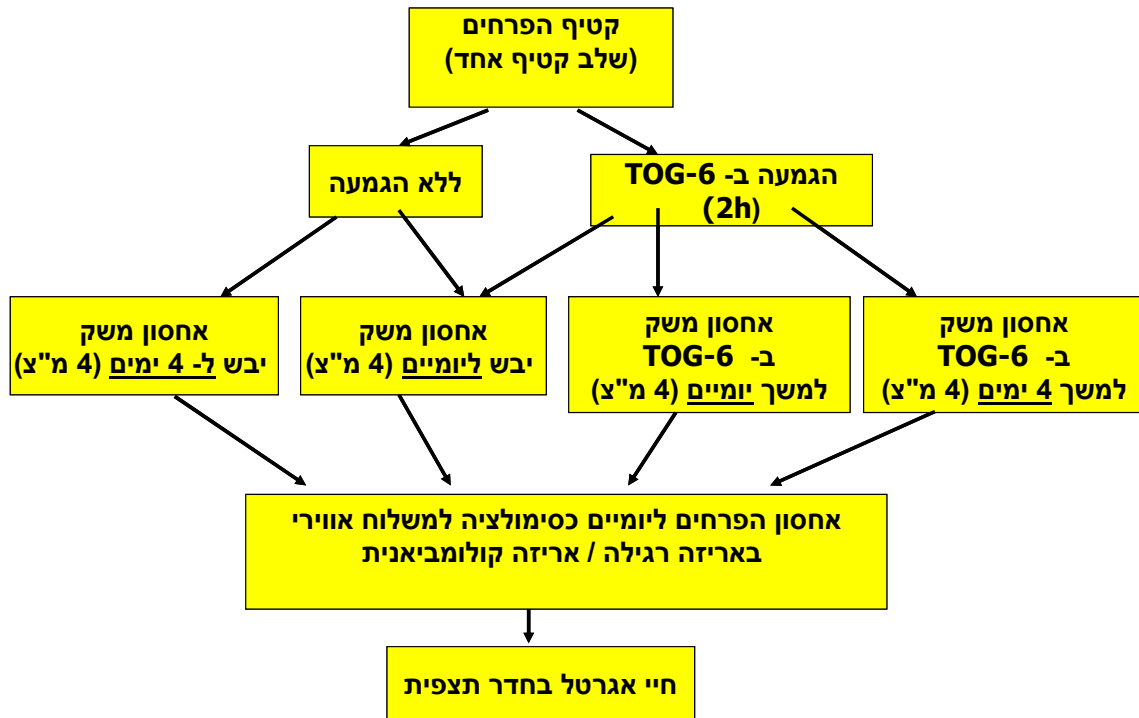 קטיף הפרחים
(שלב קטיף אחד)
ללא הגמעה
הגמעה ב- TOG-6
(2h)
אחסון משק
יבש ל- 4 ימים (4 מ"צ)
אחסון משק
יבש ליומיים (4 מ"צ)
אחסון משק
ב- TOG-6
למשך יומיים (4 מ"צ)
אחסון משק
ב- TOG-6
למשך 4 ימים (4 מ"צ)
אחסון הפרחים ליומיים כסימולציה למשלוח אווירי
באריזה רגילה / אריזה קולומביאנית
חיי אגרטל בחדר תצפית